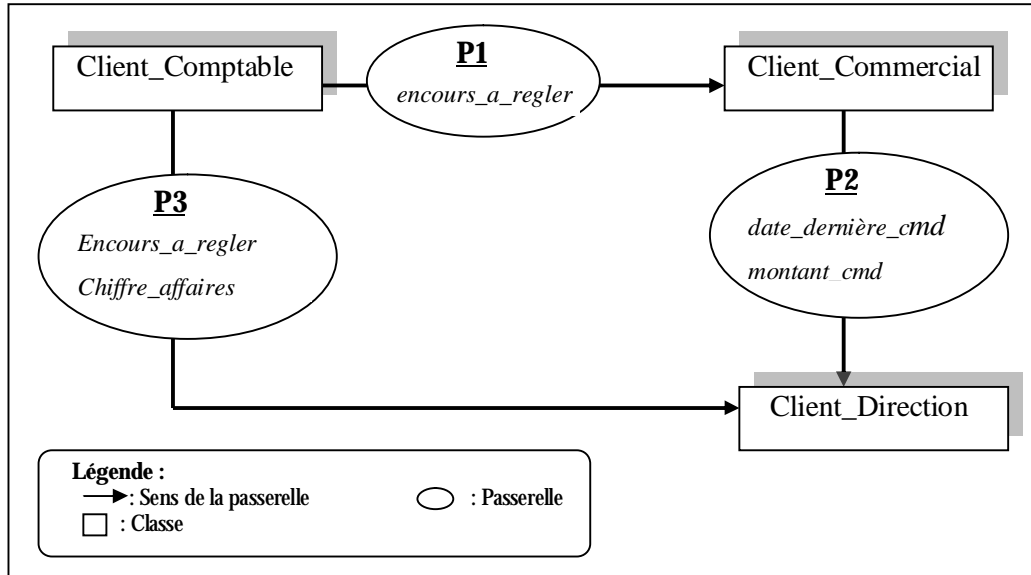 Client_Comptable
P1
encours_a_regler
Client_Commercial
P3
Encours_a_regler
Chiffre_affaires
P2
date_dernière_cmd
montant_cmd
Client_Direction
Légende :
: Sens de la passerelle
: Passerelle
: Classe